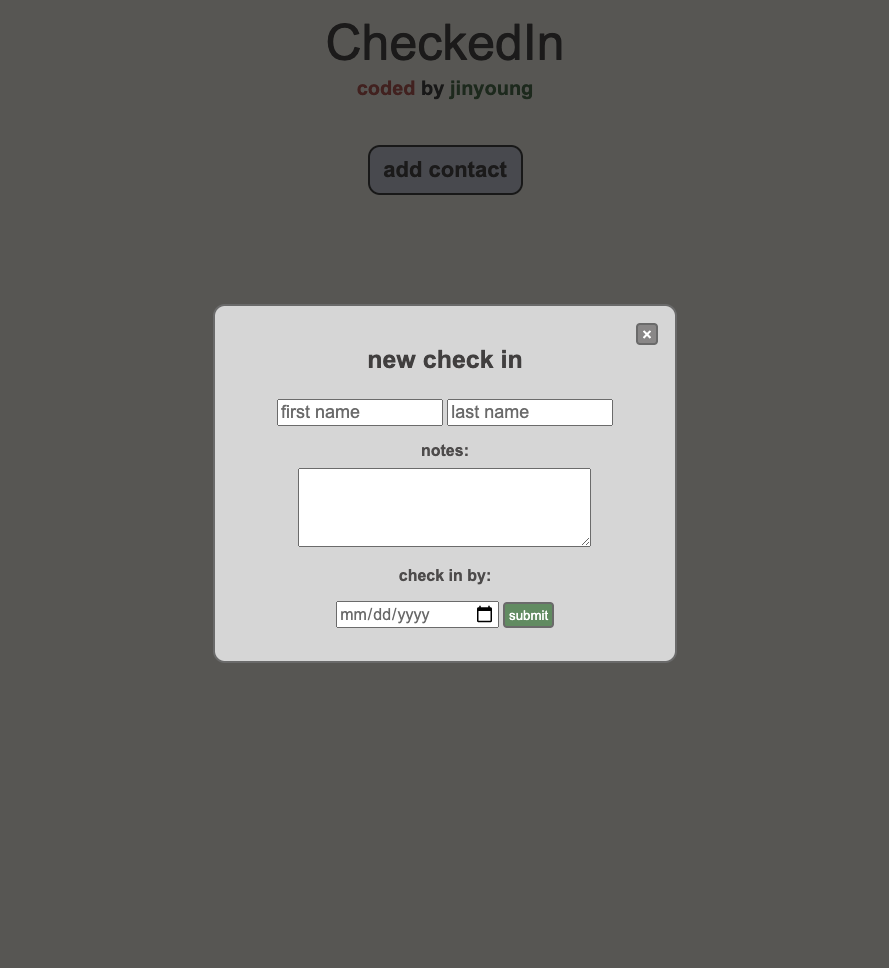 CheckedIn
coded by jinyoung
add contact
×
new check in
first name last name
notes:
check in by:
mm/dd/yyyy submit